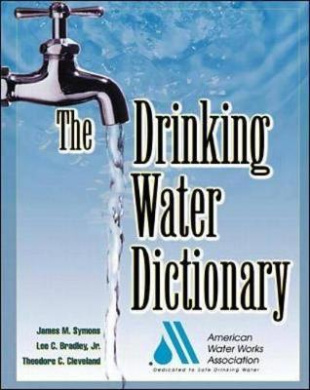 The Drinking
Water
Dictionary
James M. Symons
Lee C. Bradley, Jr.
Theodore C. Cleveland
American
Water Works
Association
Dedicated to Safe Drinking Water